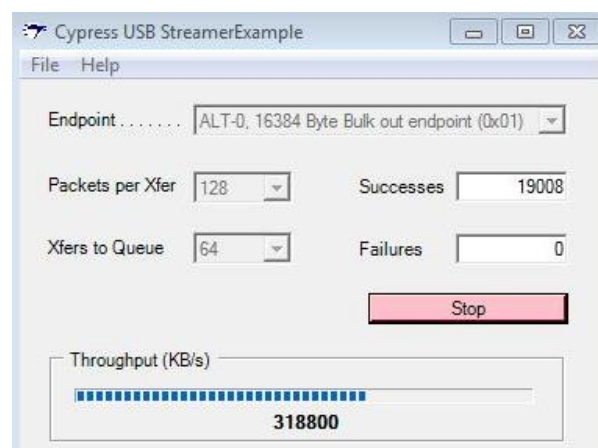 Cypress USB StreamerExample
File Help
Endpoint . . . . . . . ALT-0, 16384 Byte Bulk out endpoint (0x01)
Packets per Xfer 128 Successes 19008
Xfers to Queue 64 Failures 0
Stop
Throughput (KB/s)
318800